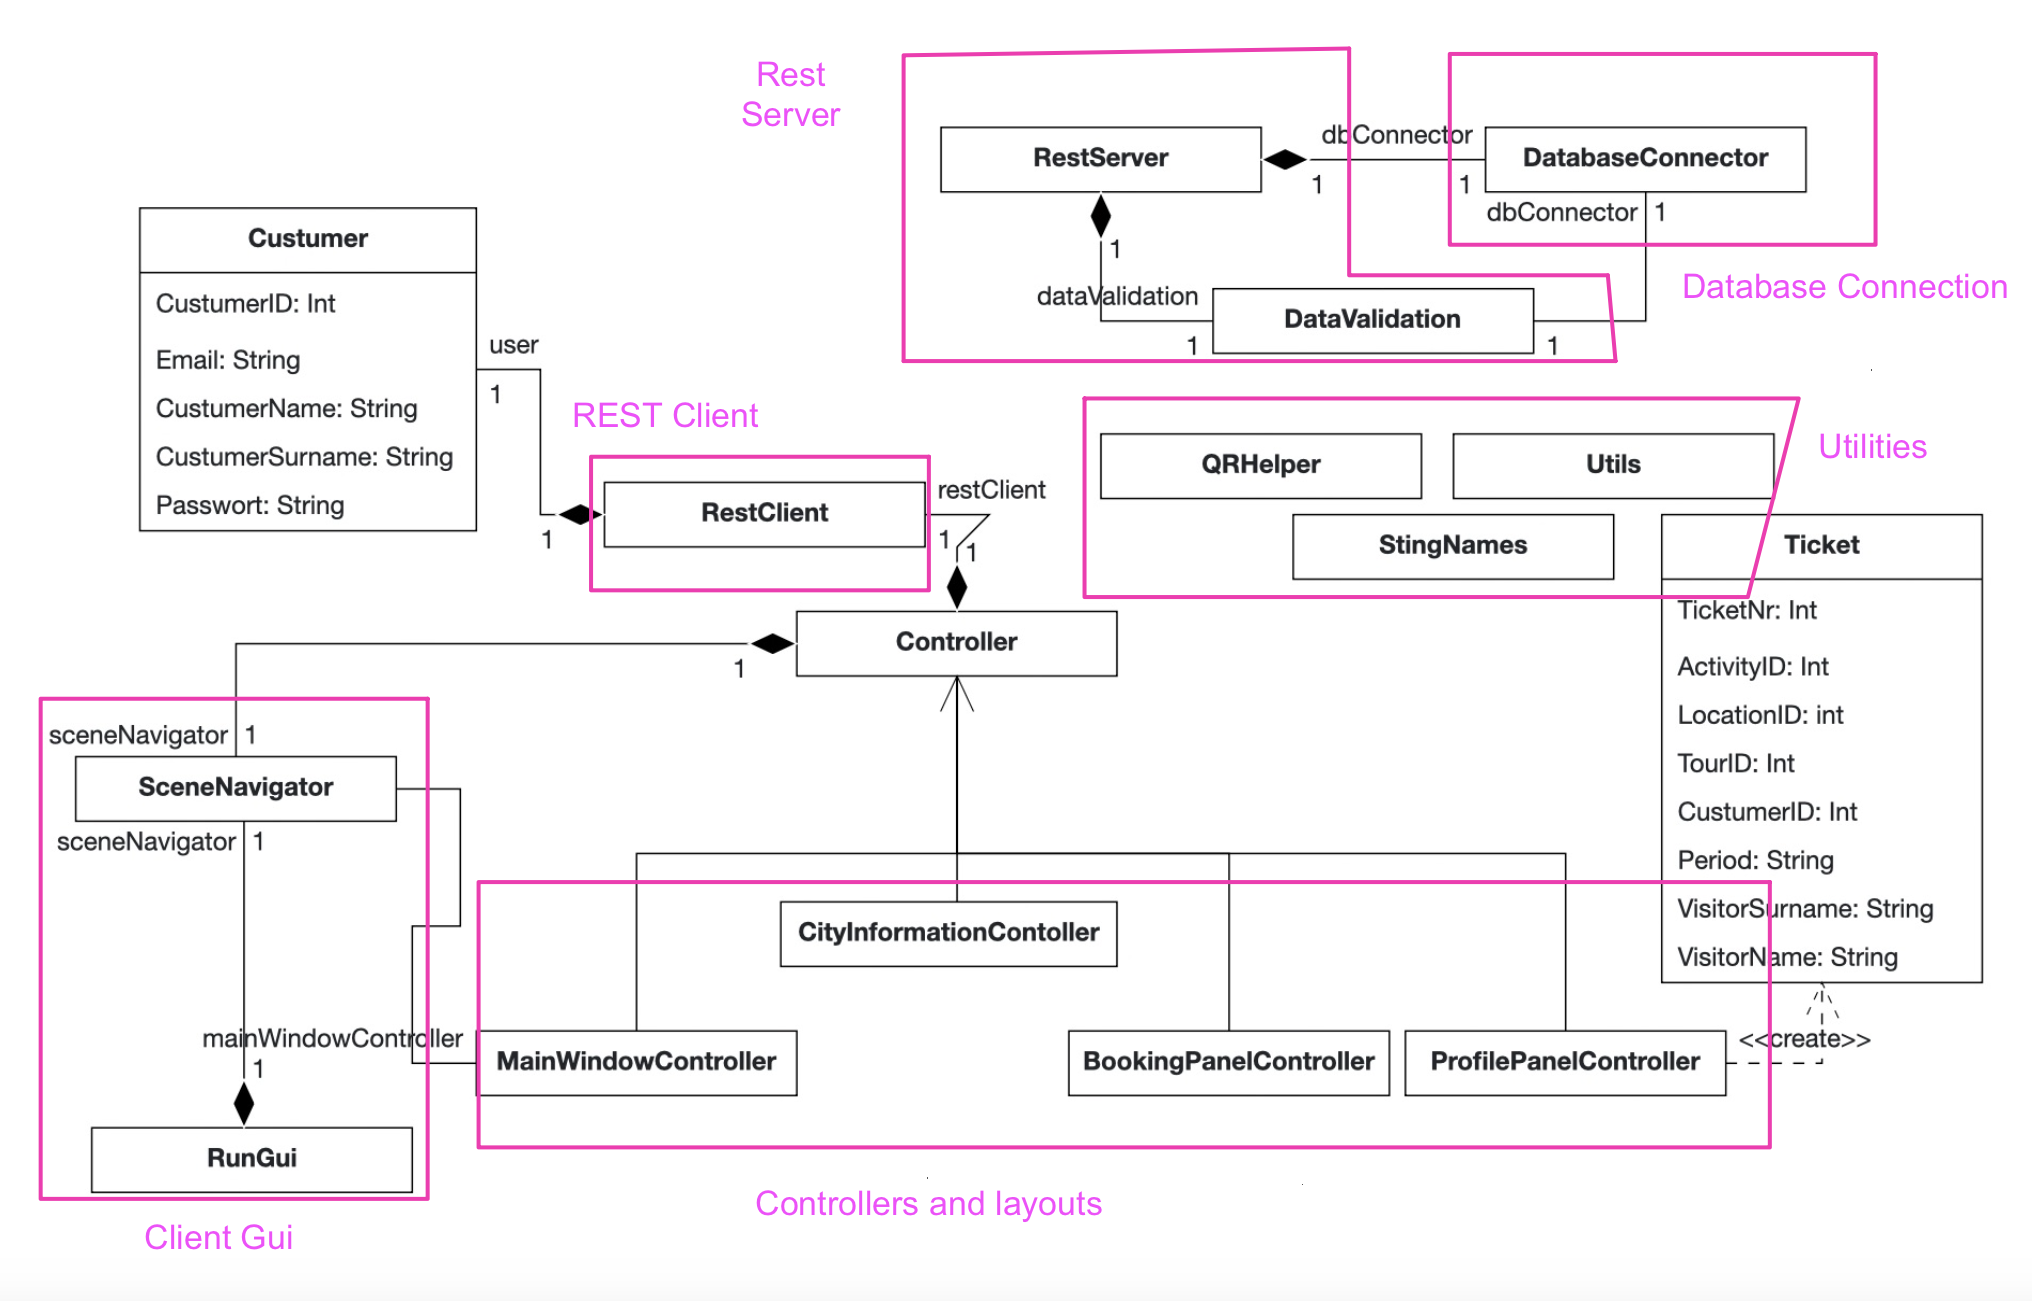 Rest
Server
RestServer
dbConnector
1
1
DatabaseConnector
dbConnector
1
1
dataValidation
1
DataValidation
1
Database Connection
Custumer
CustumerID: Int
Email: String
CustumerName: String
CustumerSurname: String
Passwort: String
user
1
1
REST Client
RestClient
restClient
1
1
Utilities
QRHelper
Utils
StingNames
Ticket
TicketNr: Int
ActivityID: Int
LocationID: int
TourID: Int
CustumerID: Int
Period: String
VisitorSurname: String
VisitorName: String
Controller
1
sceneNavigator
1
SceneNavigator
sceneNavigator
1
mainWindowController
1
RunGui
Client Gui
CityInformationContoller
MainWindowController
BookingPanelController
ProfilePanelController
<<create>>
Controllers and layouts